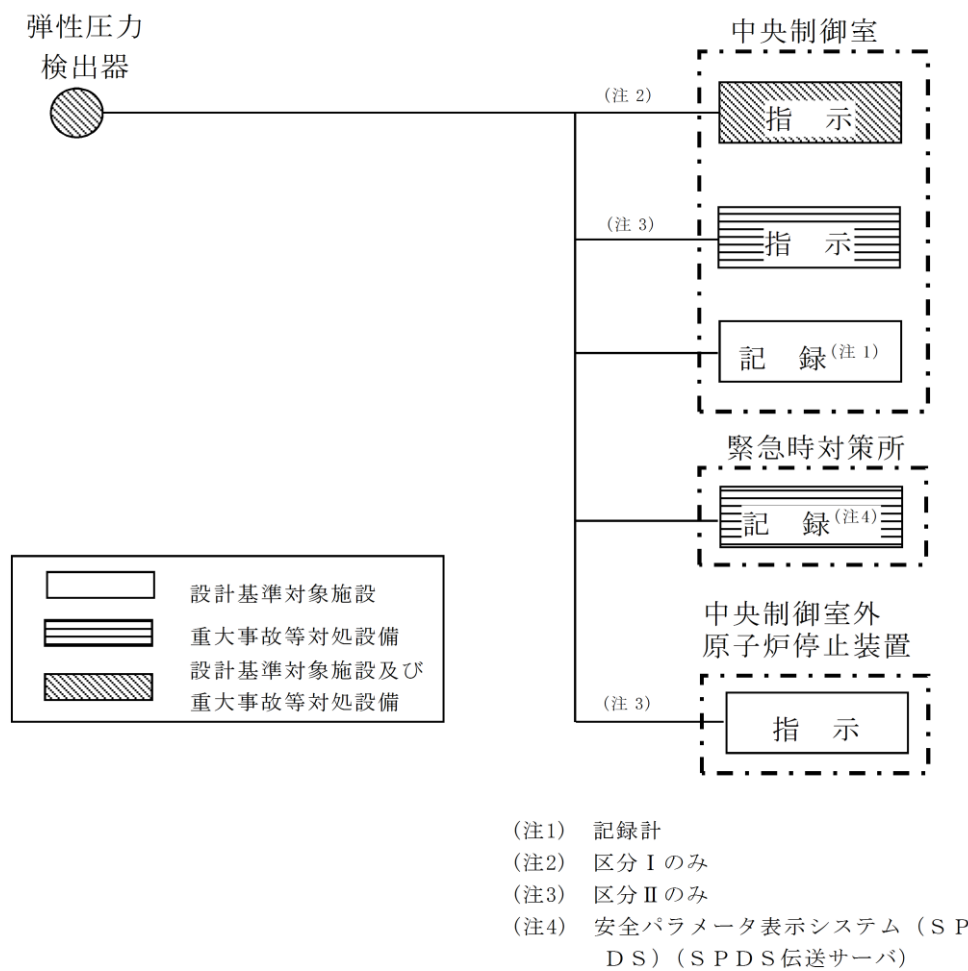 弾性圧力
検出器
中央制御室
(注 2)
指 示
(注 3)
指 示
記 録(注 1)
緊急時対策所
記 録(注4)
中央制御室外
原子炉停止装置
(注 3)
指 示
設計基準対象施設
重大事故等対処設備
設計基準対象施設及び
重大事故等対処設備
(注1) 記録計
(注2) 区分Ⅰのみ
(注3) 区分Ⅱのみ
(注4) 安全パラメータ表示システム（ＳＰ
ＤＳ）（ＳＰＤＳ伝送サーバ）